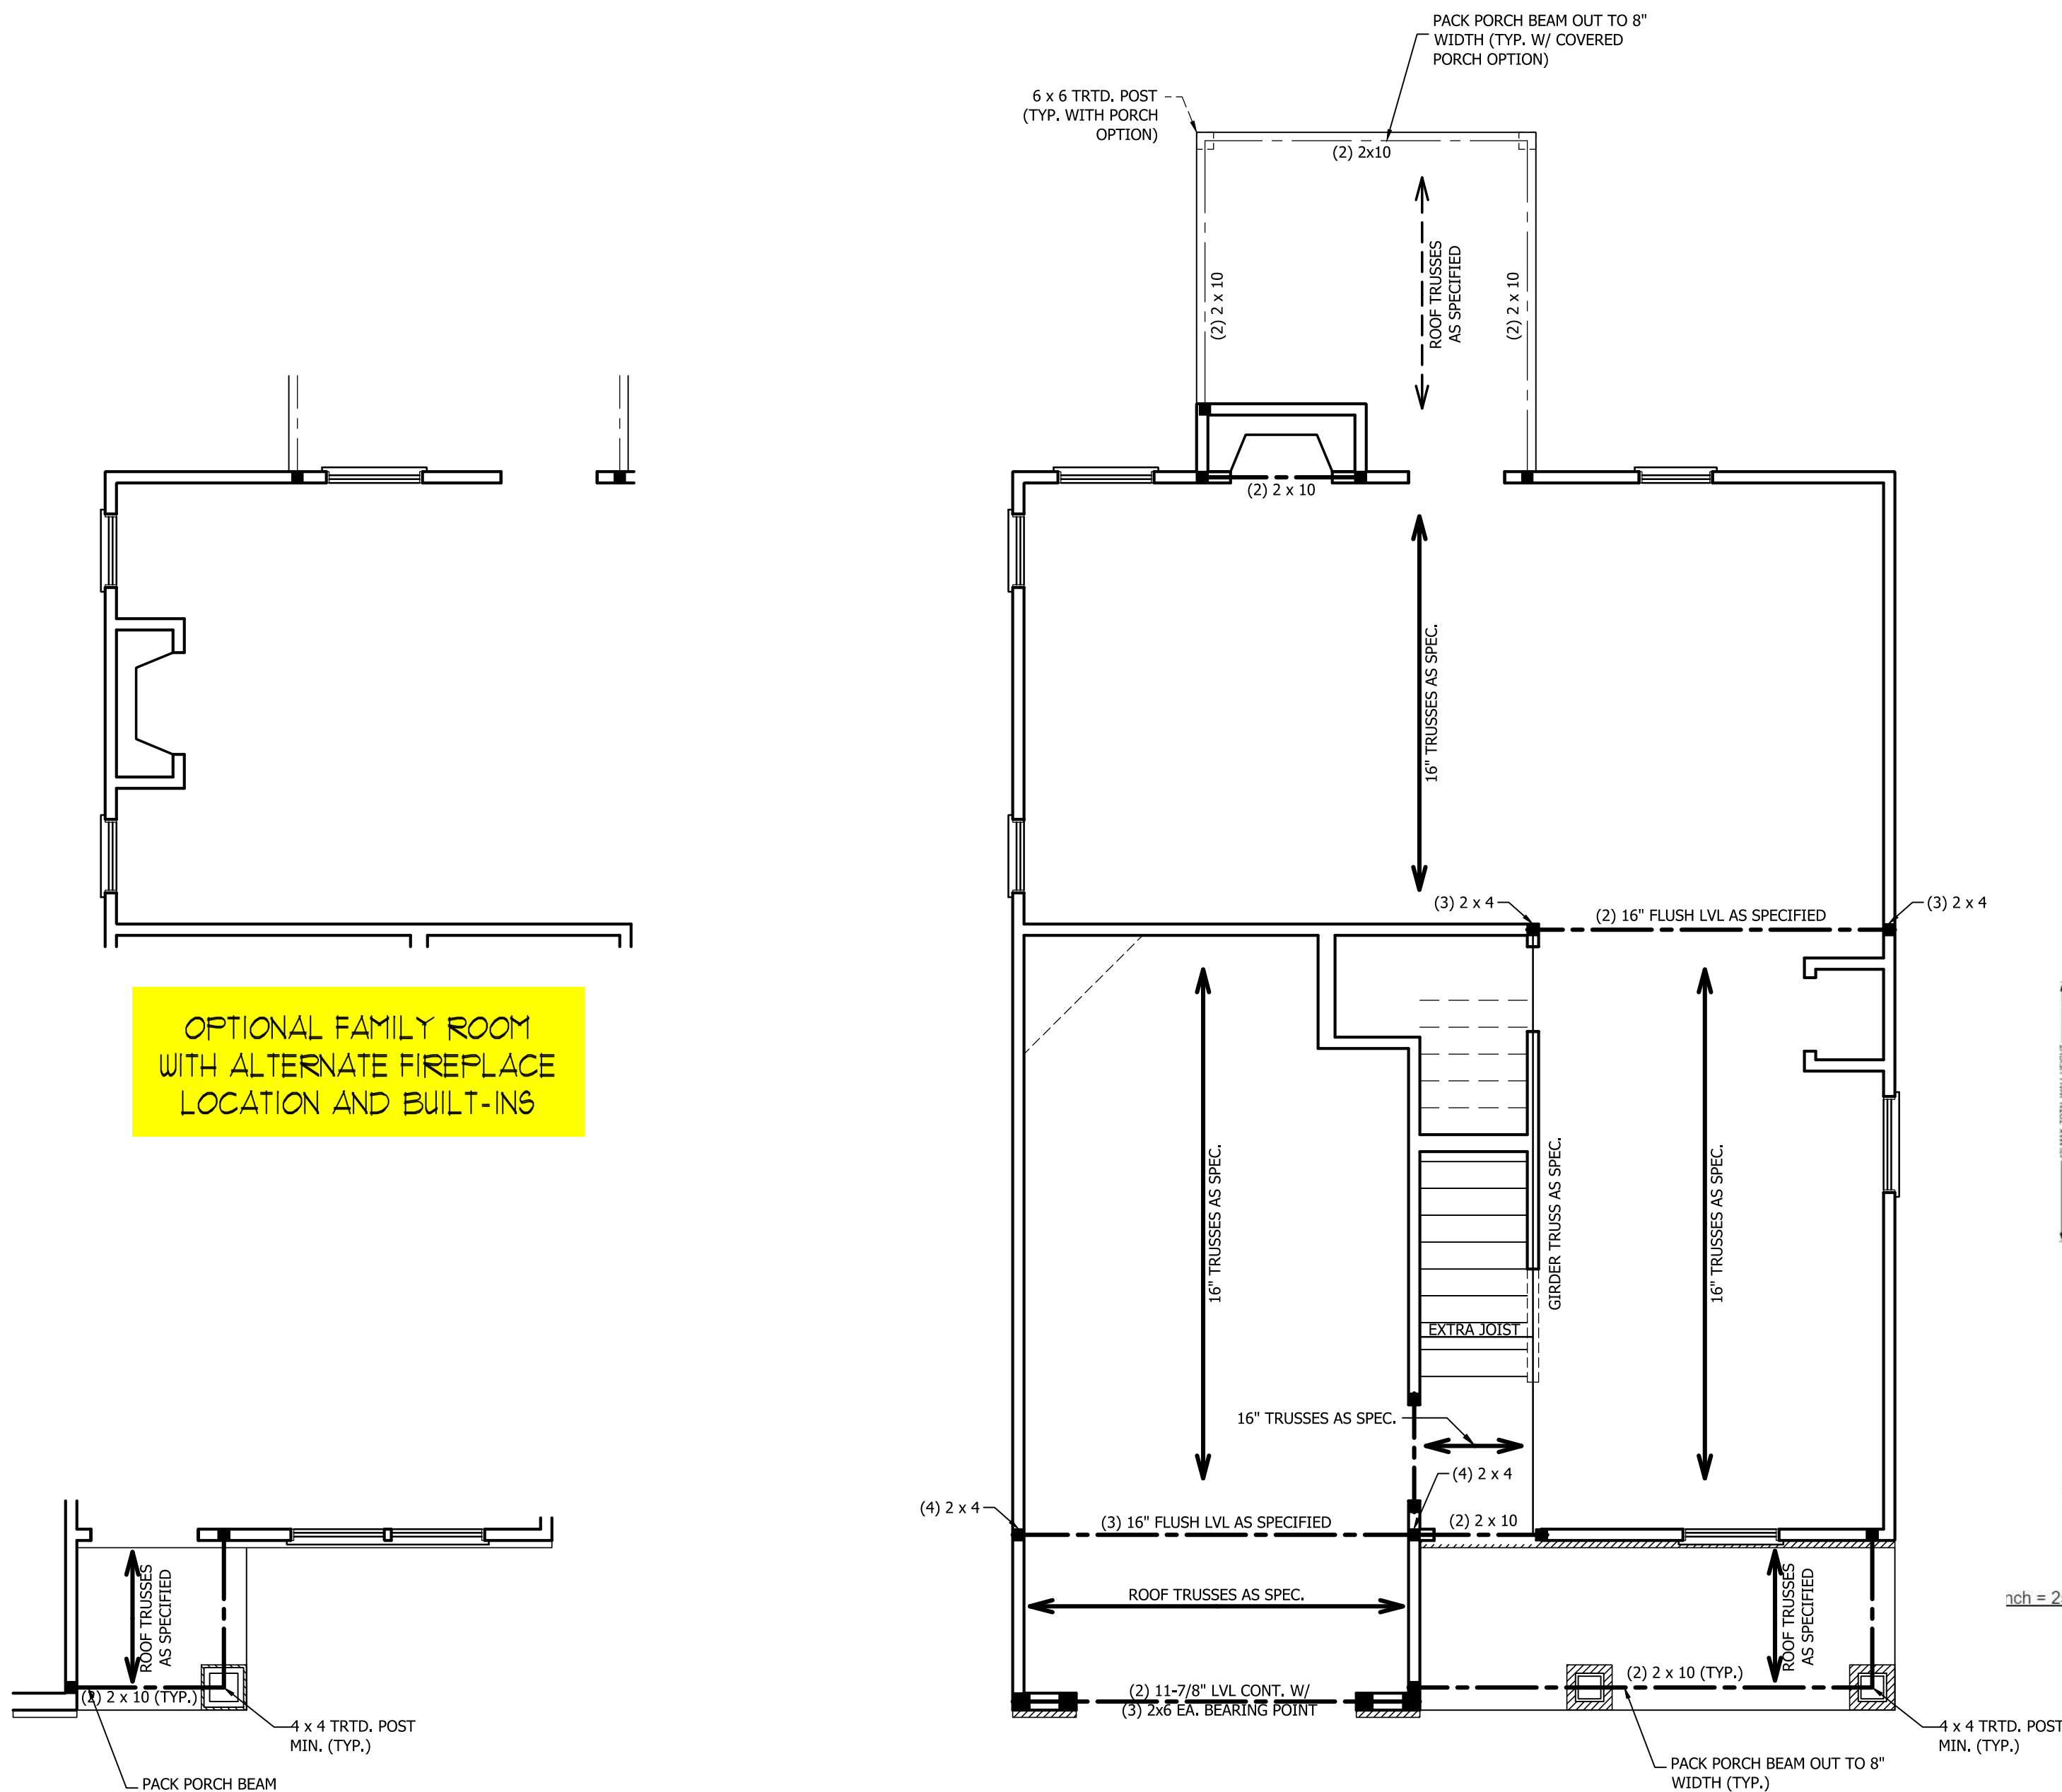 PACK PORCH BEAM OUT TO 8"
WIDTH (TYP. W/ COVERED
PORCH OPTION)
6 x 6 TRTD. POST
(TYP. WITH PORCH
OPTION)
(2) 2x10
(2) 2 x 10
ROOF TRUSSES
AS SPECIFIED
(2) 2 x 10
(2) 2 x 10
16" TRUSSES AS SPEC.
(3) 2 x 4
(2) 16" FLUSH LVL AS SPECIFIED
(3) 2 x 4
OPTIONAL FAMILY ROOM
WITH ALTERNATE FIREPLACE
LOCATION AND BUILT-INS
16" TRUSSES AS SPEC.
GIRDER TRUSS AS SPEC.
16" TRUSSES AS SPEC.
EXTRA JOIST
16" TRUSSES AS SPEC.
(4) 2 x 4
(4) 2 x 4
(3) 16" FLUSH LVL AS SPECIFIED
(2) 2 x 10
ROOF TRUSSES
AS SPECIFIED
ROOF TRUSSES AS SPEC.
ROOF TRUSSES
AS SPECIFIED
nch = 2
(2) 2 x 10 (TYP.)
(2) 11-7/8" LVL CONT. W/
(3) 2x6 EA. BEARING POINT
(2) 2 x 10 (TYP.)
4 x 4 TRTD. POST
MIN. (TYP.)
4 x 4 TRTD. POST
MIN. (TYP.)
PACK PORCH BEAM
PACK PORCH BEAM OUT TO 8"
WIDTH (TYP.)